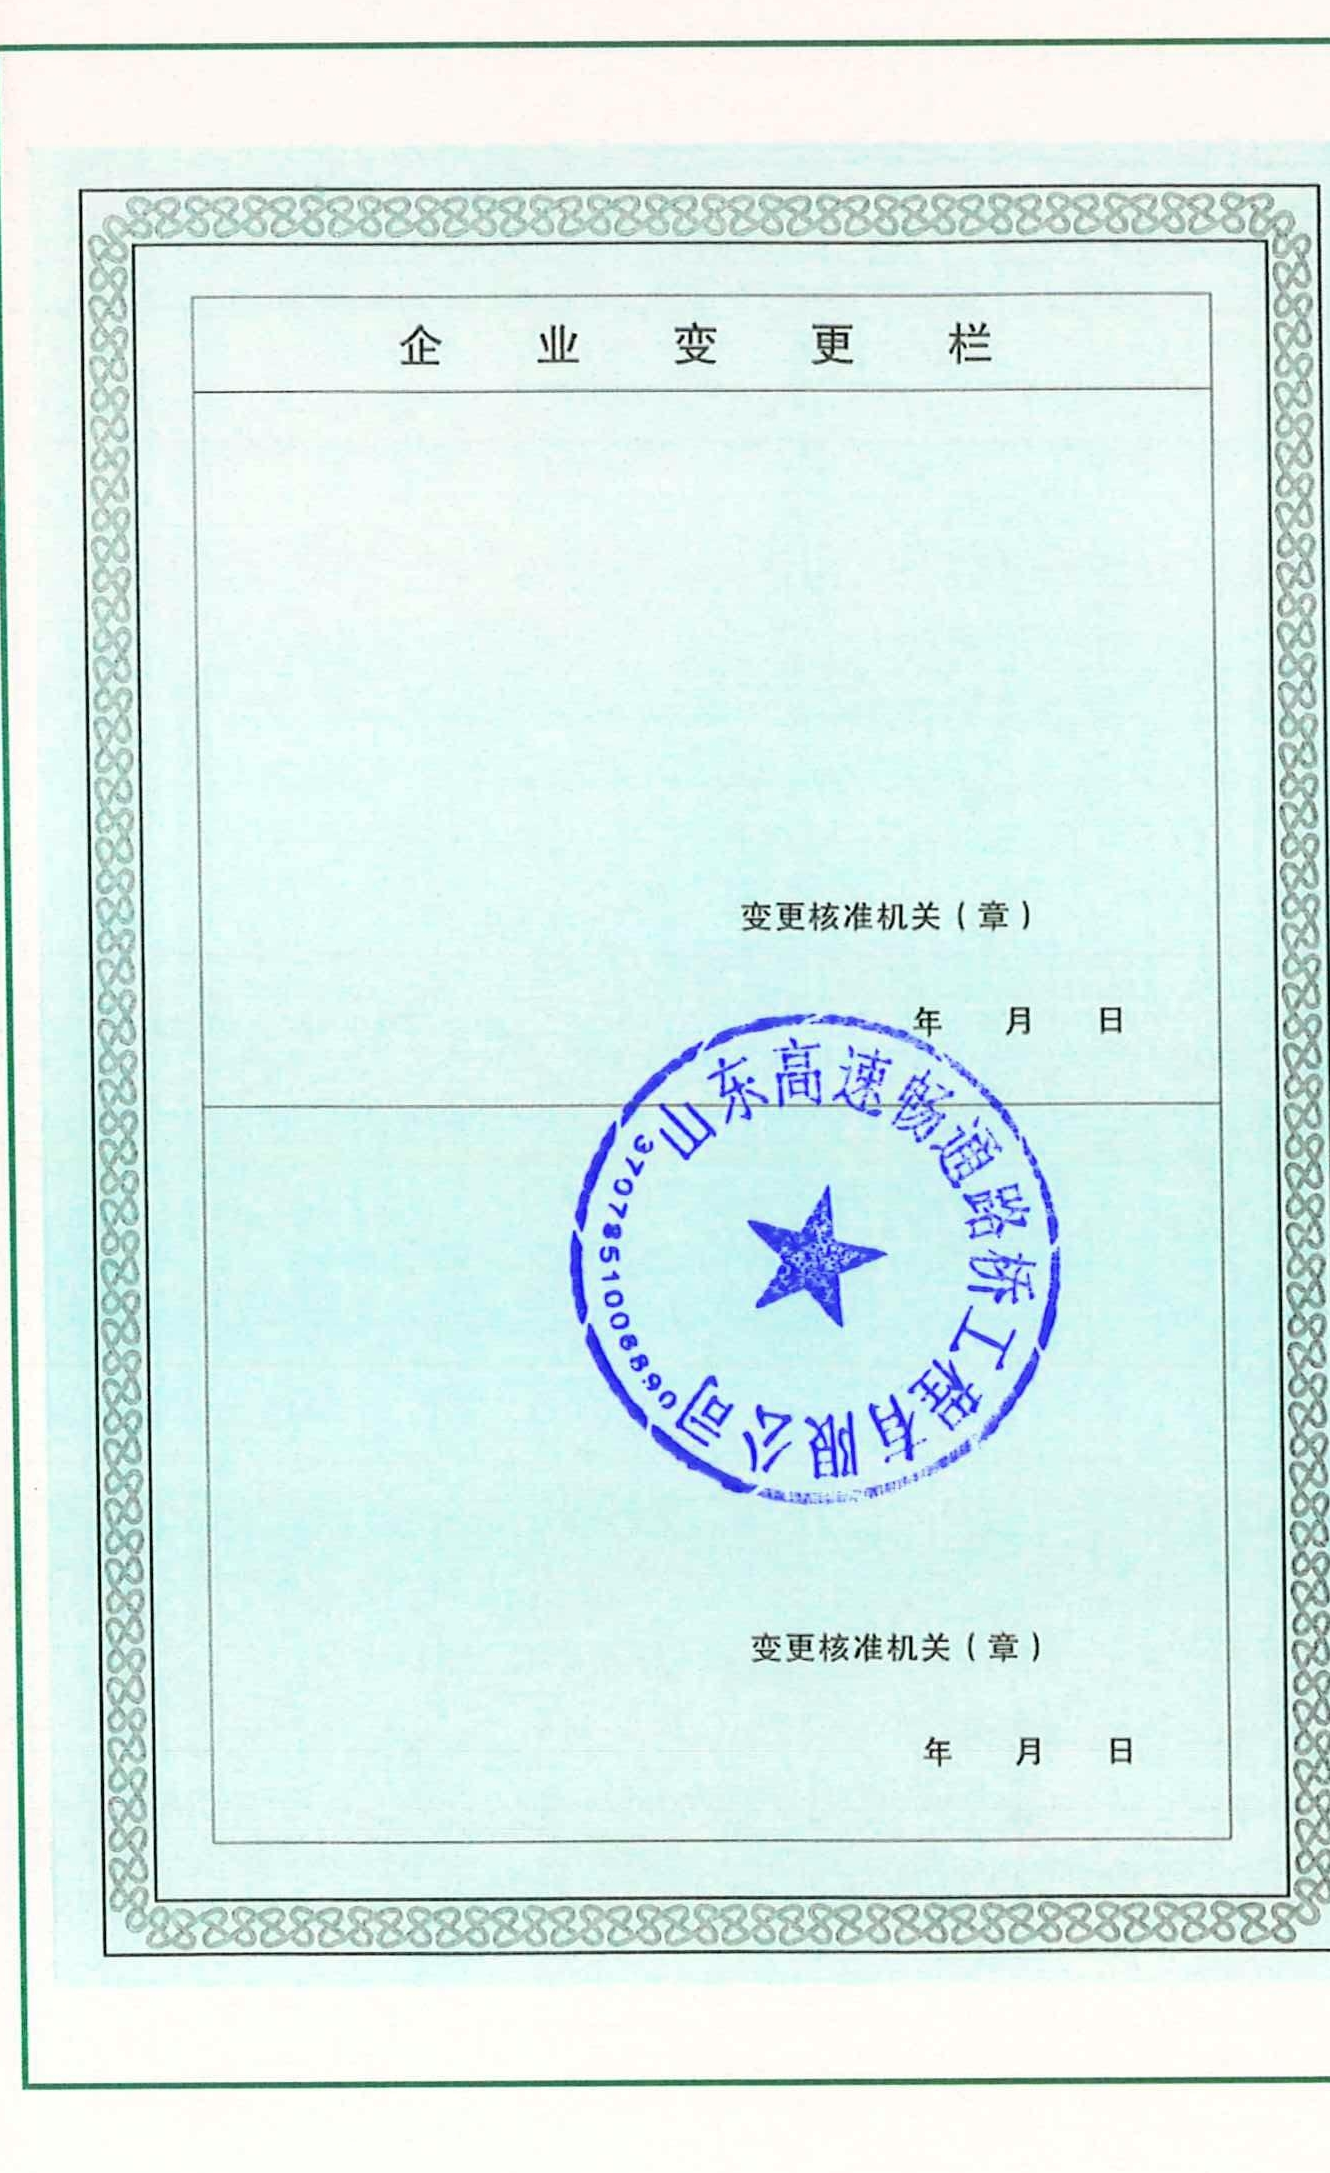 企业变更栏
变更核准机关（章）
年 月 日
山东高速畅通路桥工程有限公司
变更核准机关（章）
年 月 日